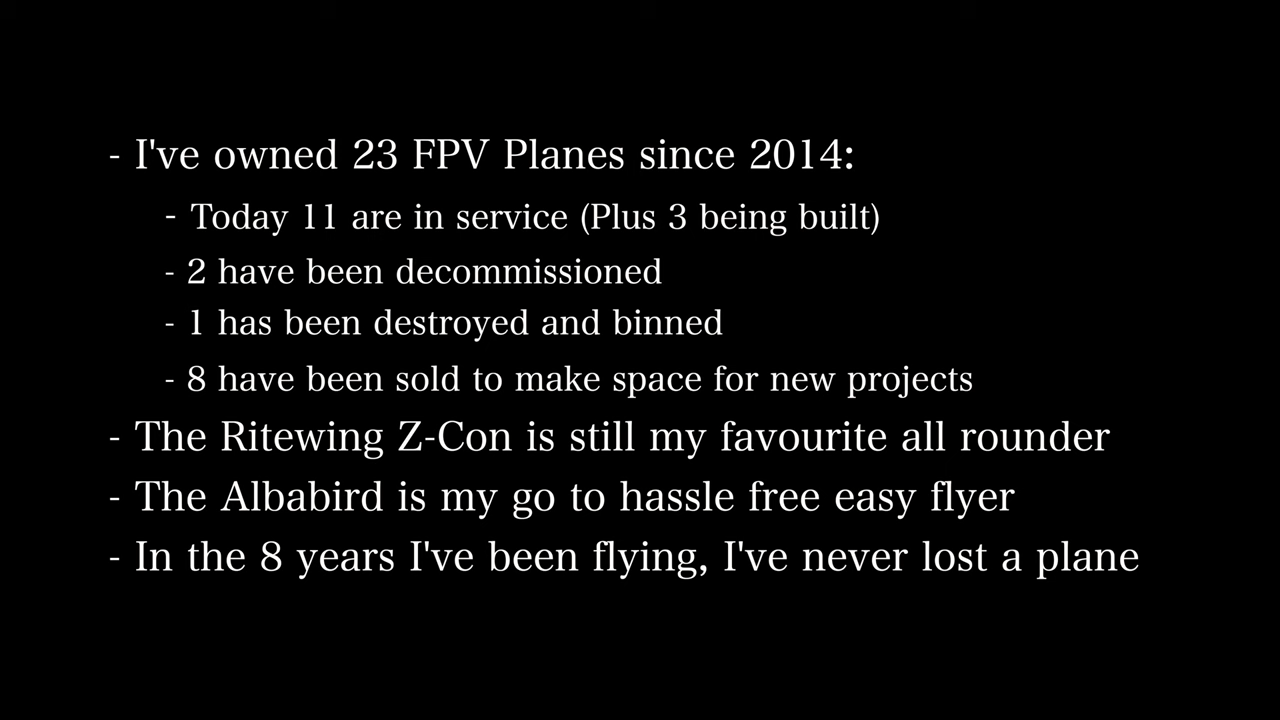 - I've owned 23 FPV Planes since 2014:
- Today 11 are in service (Plus 3 being built)
- 2 have been decommissioned
- 1 has been destroyed and binned
- 8 have been sold to make space for new projects
- The Ritewing Z-Con is still my favourite all rounder
- The Albabird is my go to hassle free easy flyer
- In the 8 years I've been flying, I've never lost a plane